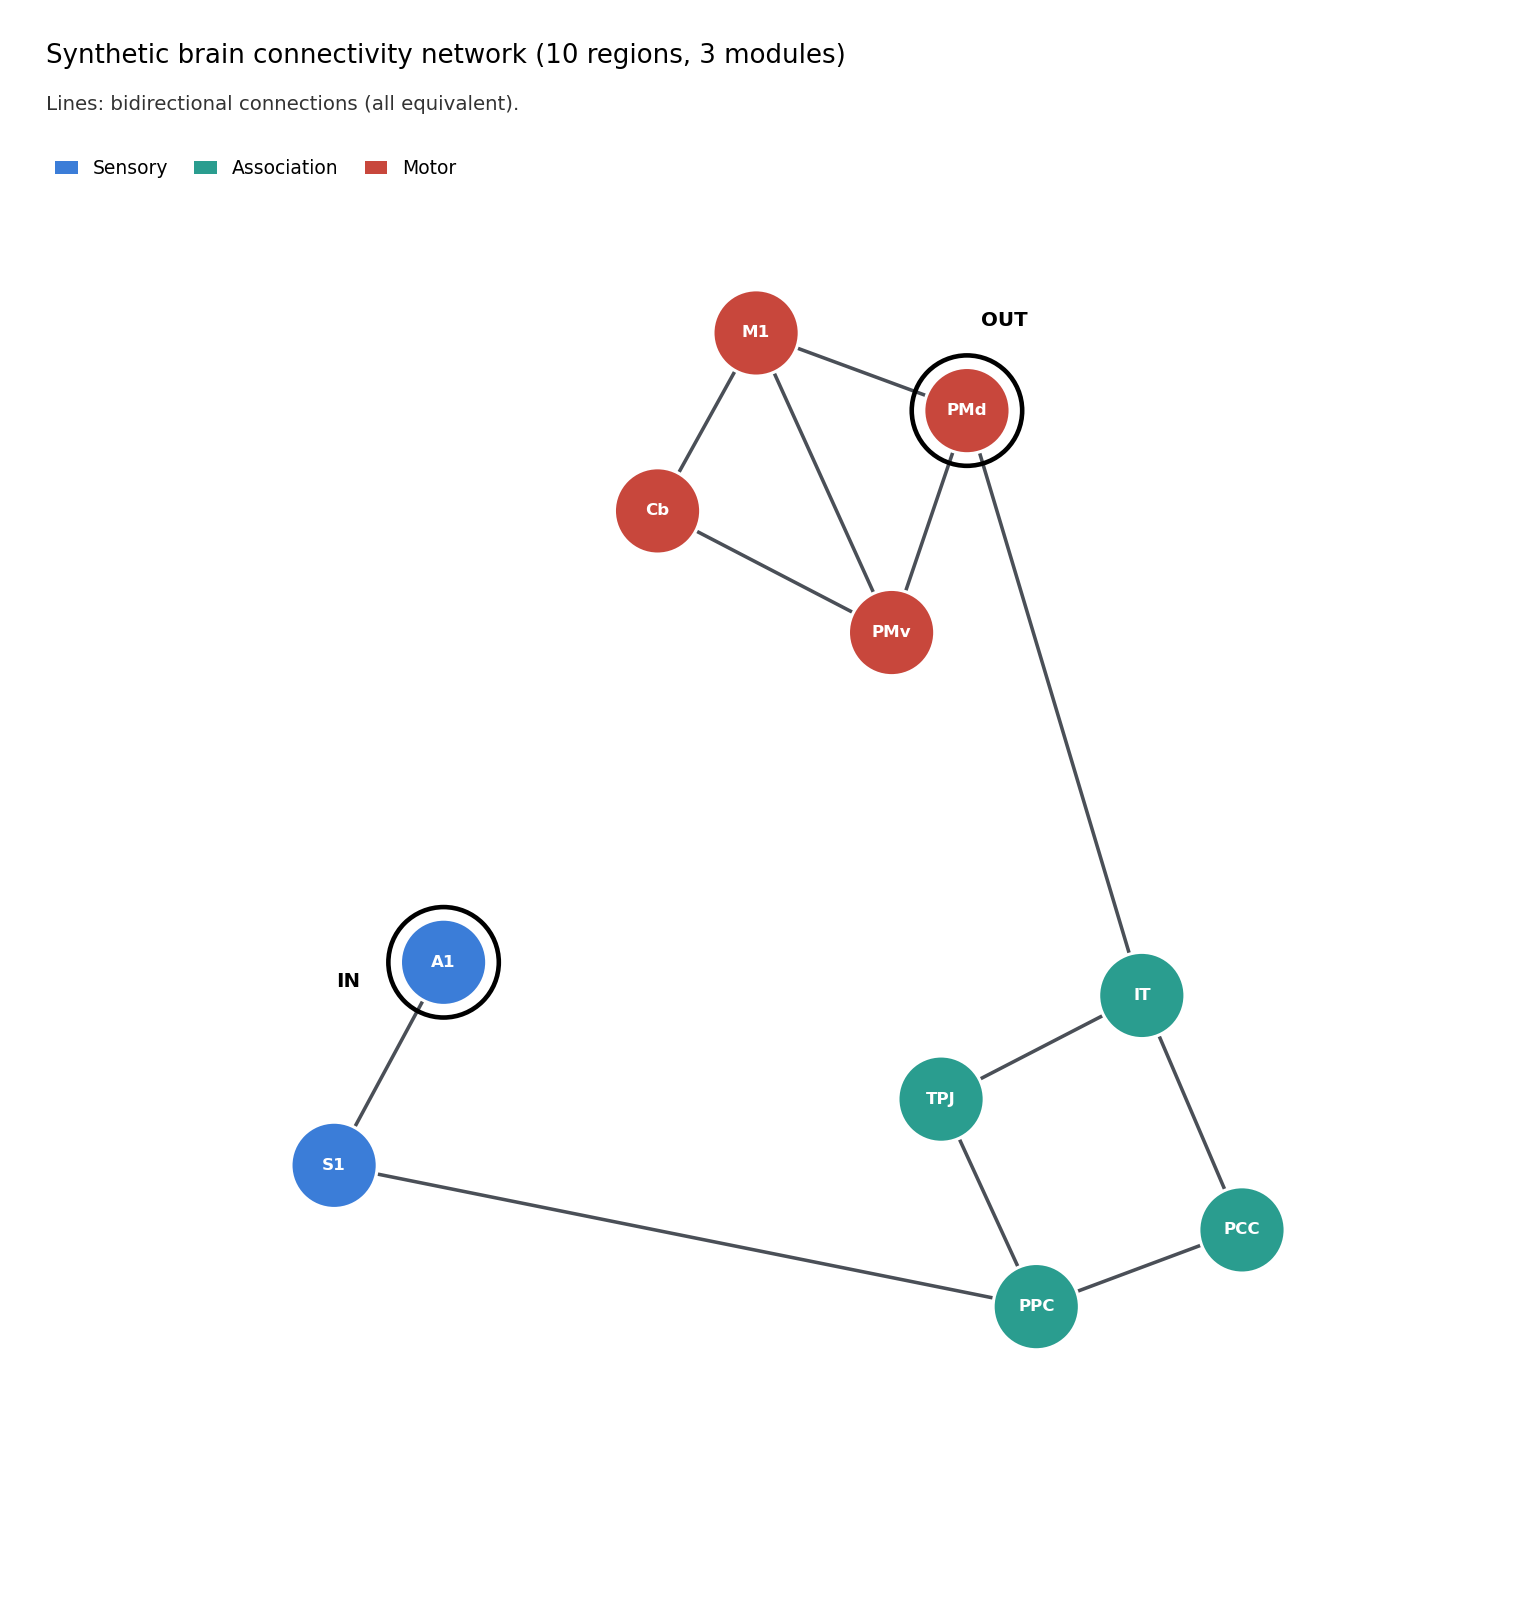 Synthetic brain connectivity network (10 regions, 3 modules)
Lines: bidirectional connections (all equivalent).
Sensory Association Motor
OUT
M1
PMd
Cb
PMv
A1
IN
IT
TPJ
S1
PCC
PPC